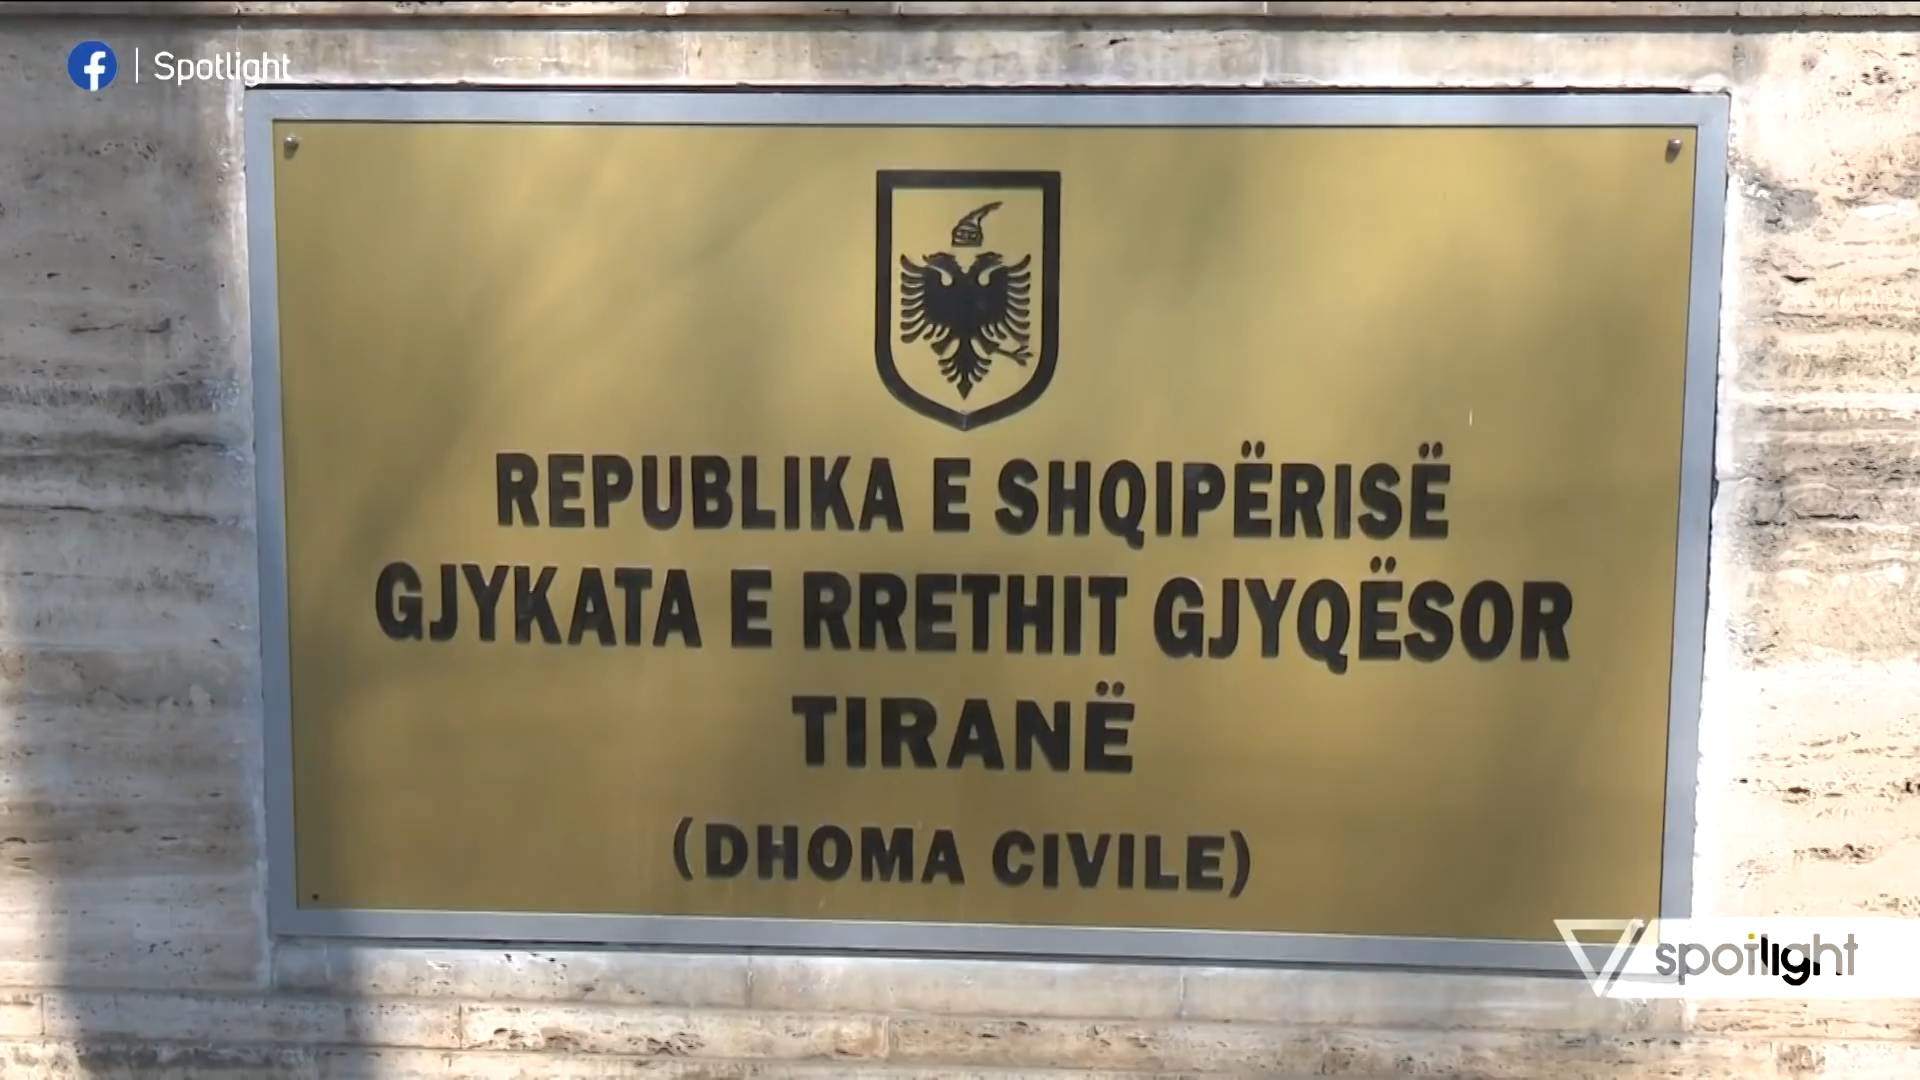 Spotlight
REPUBLIKA E SHQIPËRISË
GJYKATA E RRETHIT GJYQËSOR
TIRANË
(DHOMA CIVILE)
spotlight